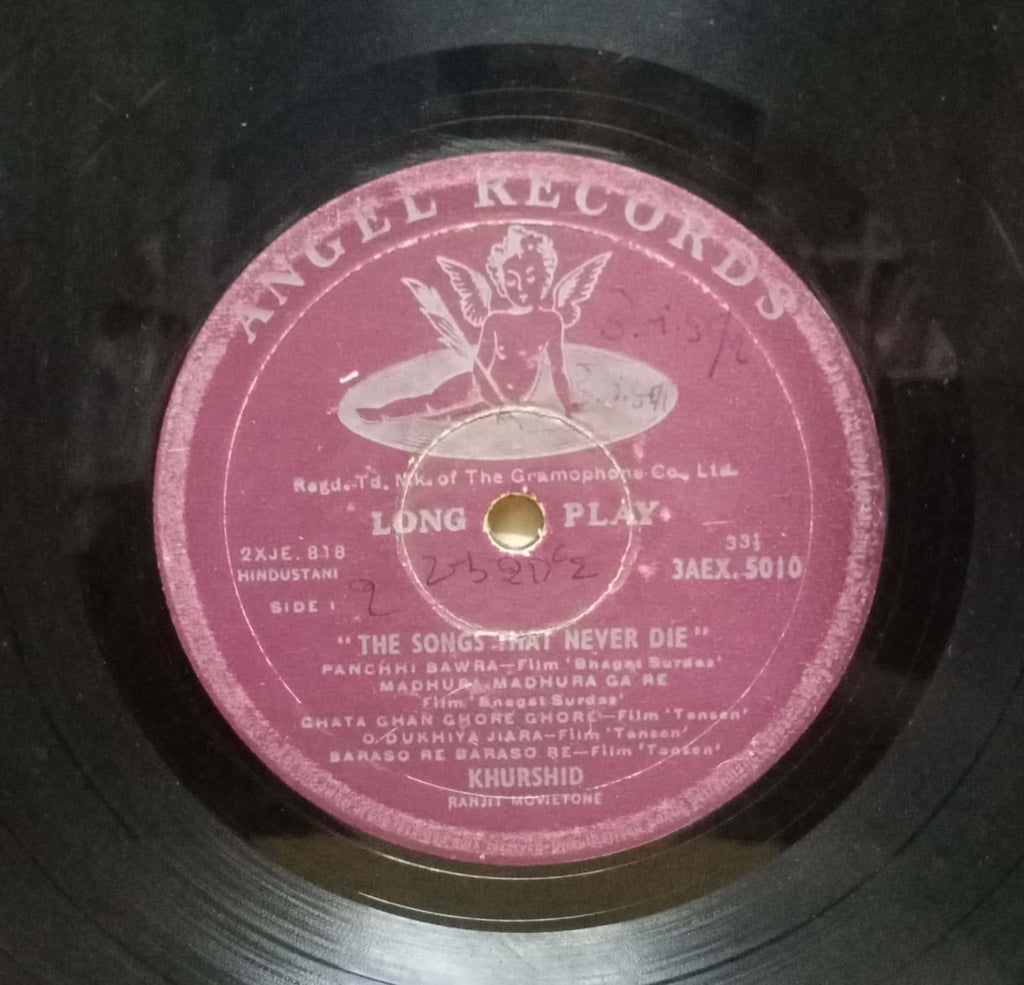 ANGEL RECORDS
Regd. Td. Mk. of The Gramophone Co., Ltd.
LONG PLAY
2XJE. 818
HINDUSTANI
SIDE 1
33⅓
3AEX. 5010
"THE SONGS THAT NEVER DIE"
PANCHHI BAWRA—Film 'Bhagat Surdas'
MADHURA MADHURA GA RE
Film 'Bhagat Surdas'
GHATA GHAN GHORE GHORE—Film 'Tansen'
O. DUKHIYA JIARA—Film 'Tansen'
BARASO RE BARASO RE—Film 'Tansen'
KHURSHID
RANJIT MOVIETONE